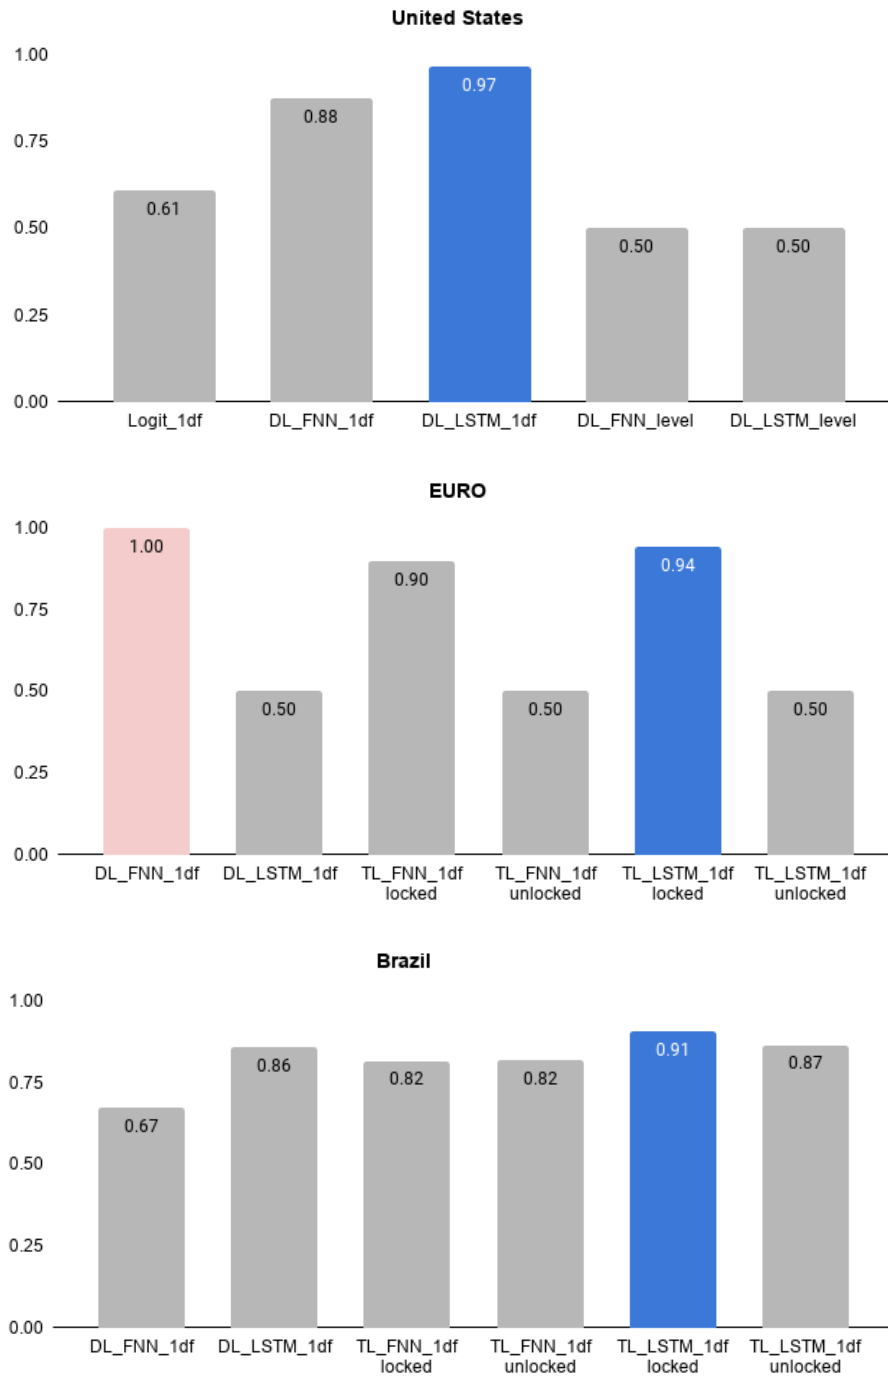 United States
1.00
0.75
0.50
0.25
0.00
0.61
0.88
0.97
0.50
0.50
Logit_1df
DL_FNN_1df
DL_LSTM_1df
DL_FNN_level
DL_LSTM_level
EURO
1.00
0.75
0.50
0.25
0.00
1.00
0.50
0.90
0.50
0.94
0.50
DL_FNN_1df
DL_LSTM_1df
TL_FNN_1df
locked
TL_FNN_1df
unlocked
TL_LSTM_1df
locked
TL_LSTM_1df
unlocked
Brazil
1.00
0.75
0.50
0.25
0.00
0.67
0.86
0.82
0.82
0.91
0.87
DL_FNN_1df
DL_LSTM_1df
TL_FNN_1df
locked
TL_FNN_1df
unlocked
TL_LSTM_1df
locked
TL_LSTM_1df
unlocked